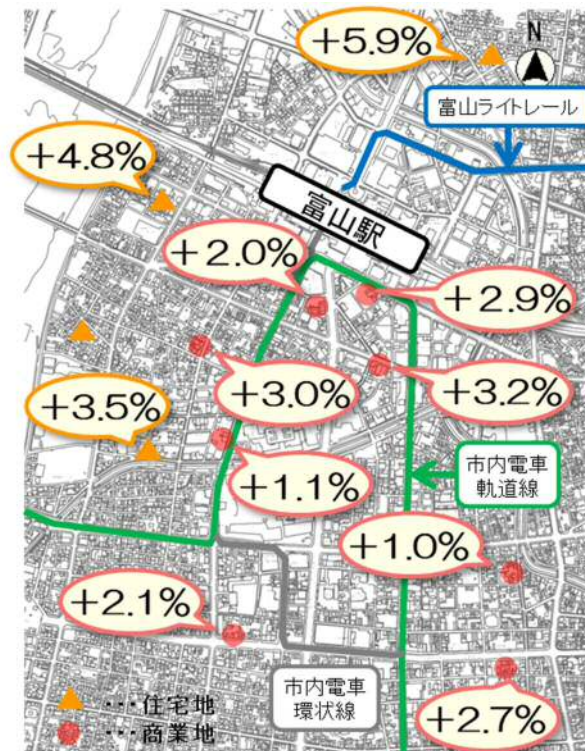 +5.9%
N
富山ライトレール
+4.8%
富山駅
+2.0%
+2.9%
+3.0%
+3.2%
+3.5%
市内電車
軌道線
+1.1%
+1.0%
+2.1%
市内電車
環状線
+2.7%
…住宅地
…商業地